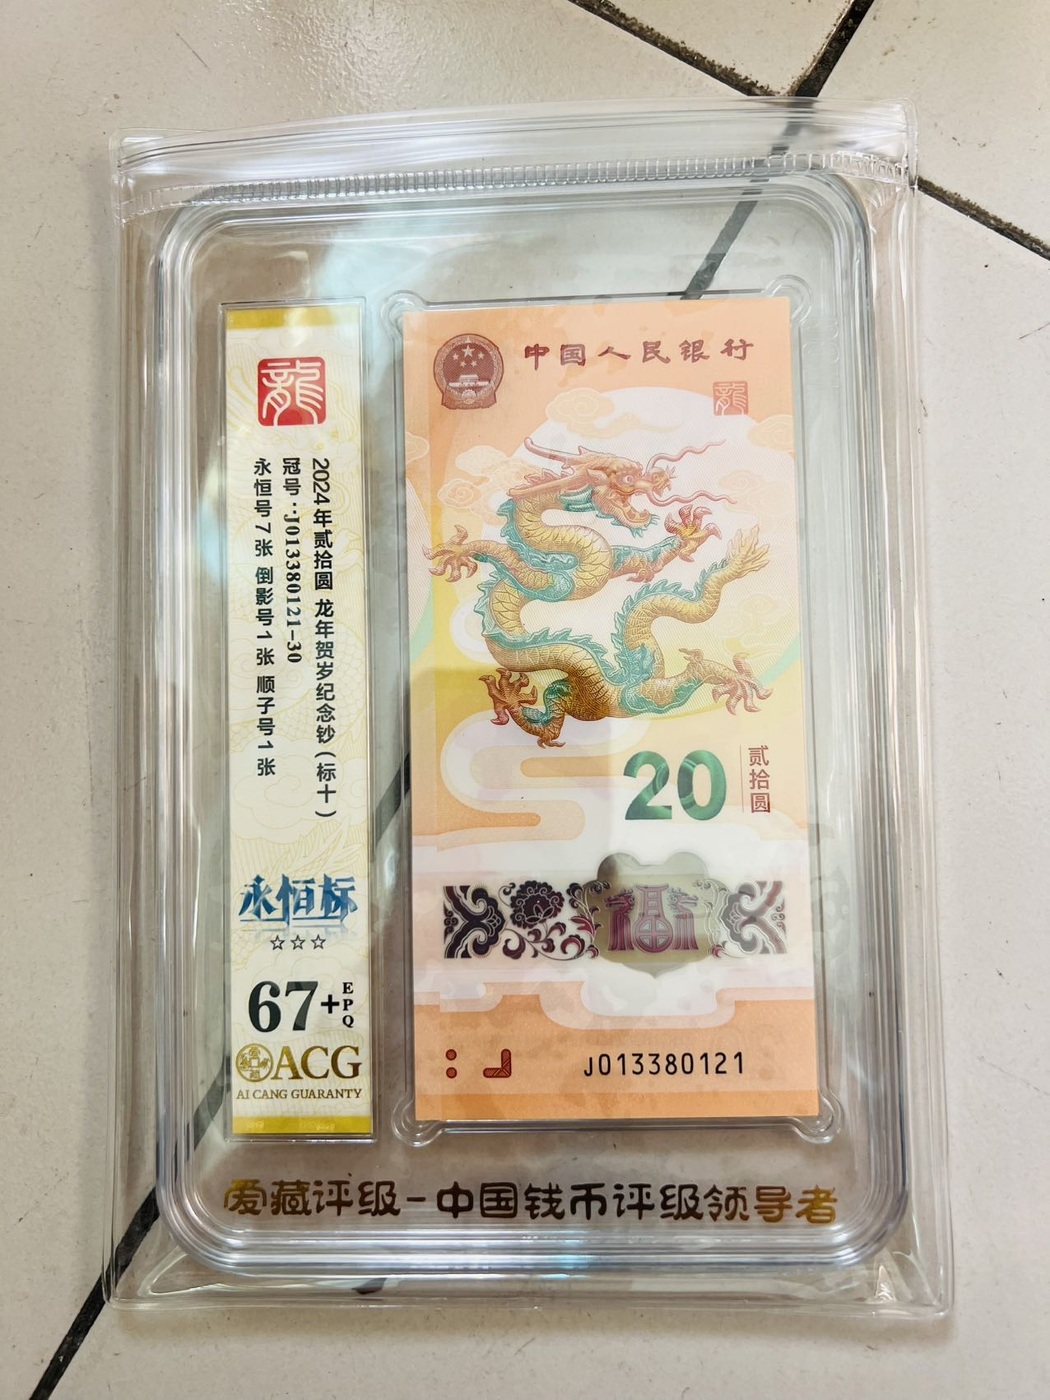 龍
2024年贰拾圆 龙年贺岁纪念钞（标十）
冠号：J013380121-30
永恒号7张 倒影号1张 顺子号1张
永恒标
☆☆☆
67+EPQ
ACG
AI CANG GUARANTY
中国人民银行
龍
20
贰拾圆
福
J013380121
爱藏评级-中国钱币评级领导者